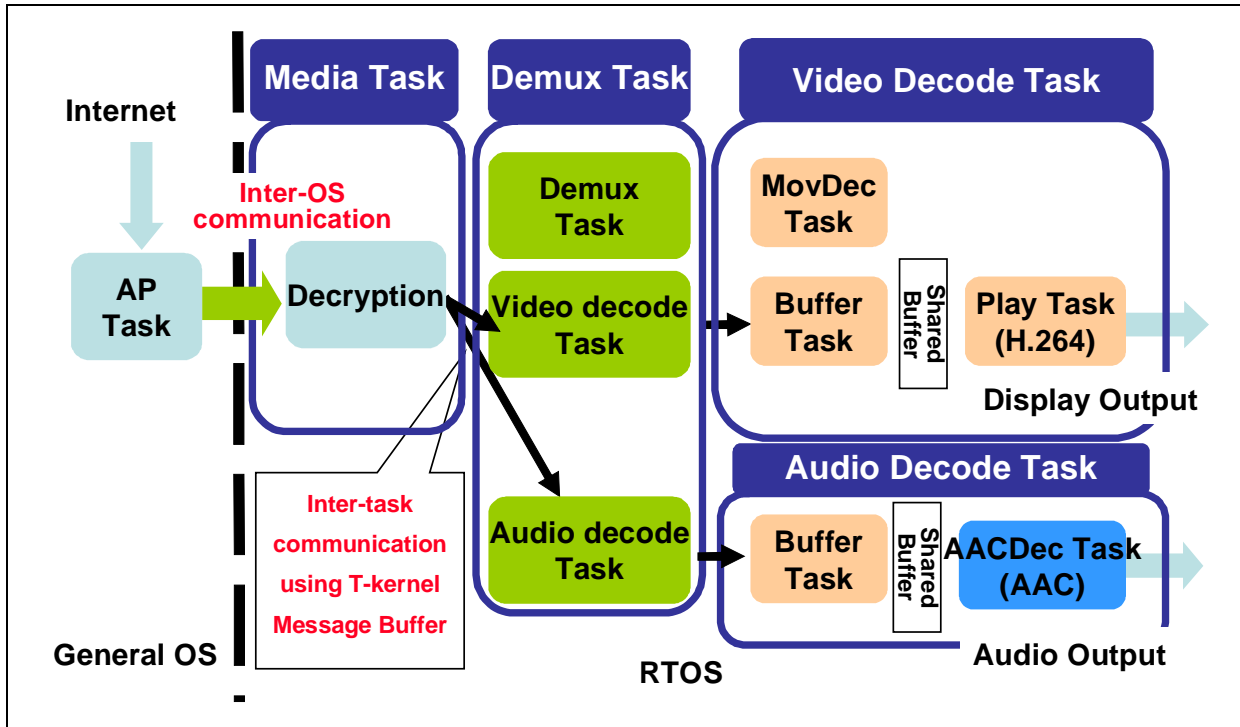 Media Task
Demux Task
Video Decode Task
Internet
Inter-OS
communication
AP
Task
Decryption
Demux
Task
Video decode
Task
Audio decode
Task
MovDec
Task
Buffer
Task
Shared
Buffer
Play Task
(H.264)
Display Output
Audio Decode Task
Buffer
Task
Shared
Buffer
AACDec Task
(AAC)
Audio Output
Inter-task
communication
using T-kernel
Message Buffer
General OS
RTOS